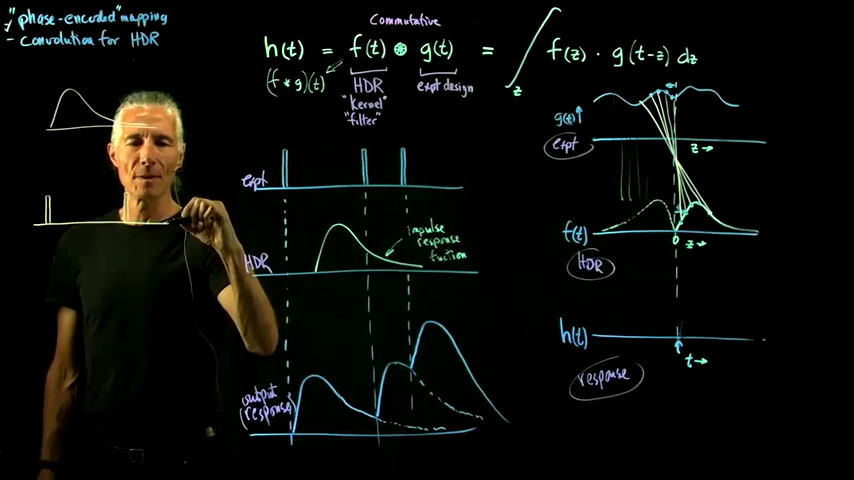 "phase-encoded" mapping
- convolution for HDR
Commutative
h(t) = f(t) ⊛ g(t) = ∫ f(z) · g(t-z) dz
z
(f * g)(t)
HDR
"kernel"
"filter"
expt design
g(t)↑
expt
z→
expt
HDR
impulse
response
function
f(t)
HDR
0
z→
output
(response)
h(t)
t→
response